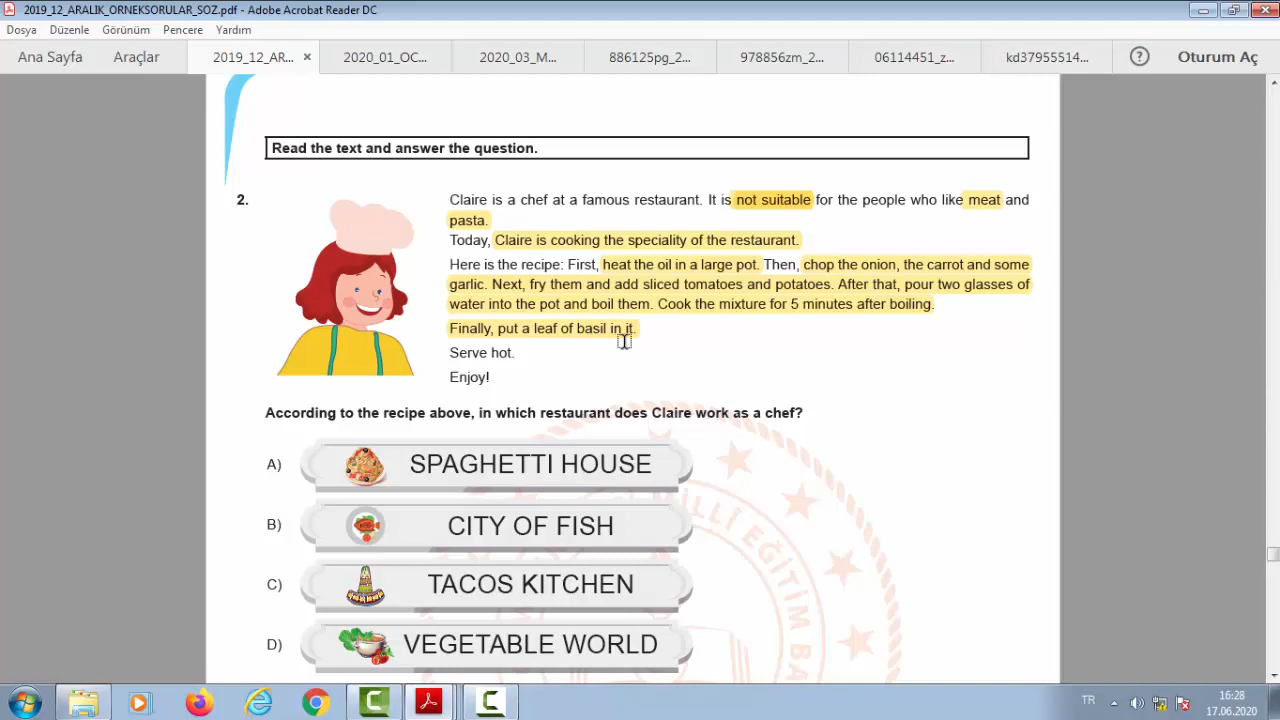 2019_12_ARALIK_ORNEKSORULAR_SOZ.pdf - Adobe Acrobat Reader DC
Dosya Düzenle Görünüm Pencere Yardım
Ana Sayfa Araçlar 2019_12_AR... × 2020_01_OC... 2020_03_M... 886125pg_2... 978856zm_2... 06114451_z... kd37955514... ? Oturum Aç
Read the text and answer the question.
2.
Claire is a chef at a famous restaurant. It is not suitable for the people who like meat and
pasta.
Today, Claire is cooking the speciality of the restaurant.
Here is the recipe: First, heat the oil in a large pot. Then, chop the onion, the carrot and some
garlic. Next, fry them and add sliced tomatoes and potatoes. After that, pour two glasses of
water into the pot and boil them. Cook the mixture for 5 minutes after boiling.
Finally, put a leaf of basil in it.
Serve hot.
Enjoy!
According to the recipe above, in which restaurant does Claire work as a chef?
A) SPAGHETTI HOUSE
B) CITY OF FISH
C) TACOS KITCHEN
D) VEGETABLE WORLD
MİLLÎ EĞİTİM BA
TR 16:28
17.06.2020